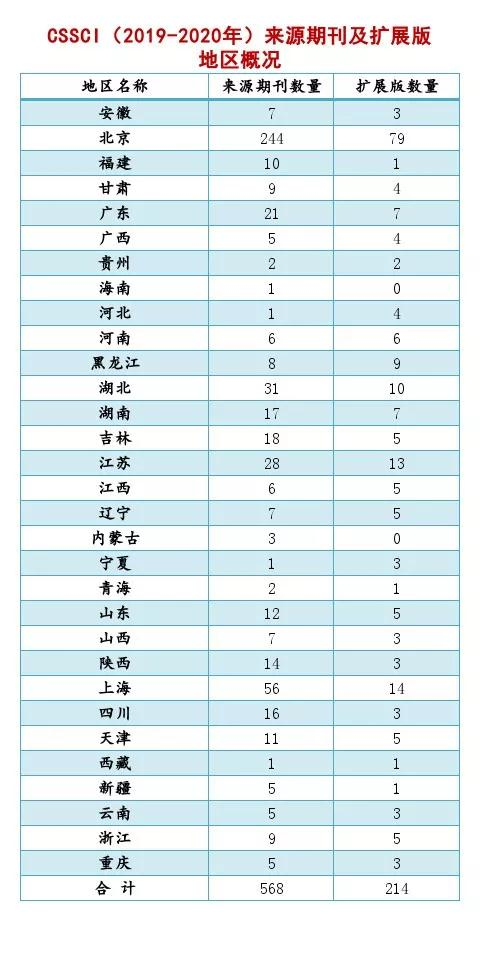 CSSCI（2019-2020年）来源期刊及扩展版
地区概况
地区名称 来源期刊数量 扩展版数量
安徽 7 3
北京 244 79
福建 10 1
甘肃 9 4
广东 21 7
广西 5 4
贵州 2 2
海南 1 0
河北 1 4
河南 6 6
黑龙江 8 9
湖北 31 10
湖南 17 7
吉林 18 5
江苏 28 13
江西 6 5
辽宁 7 5
内蒙古 3 0
宁夏 1 3
青海 2 1
山东 12 5
山西 7 3
陕西 14 3
上海 56 14
四川 16 3
天津 11 5
西藏 1 1
新疆 5 1
云南 5 3
浙江 9 5
重庆 5 3
合 计 568 214